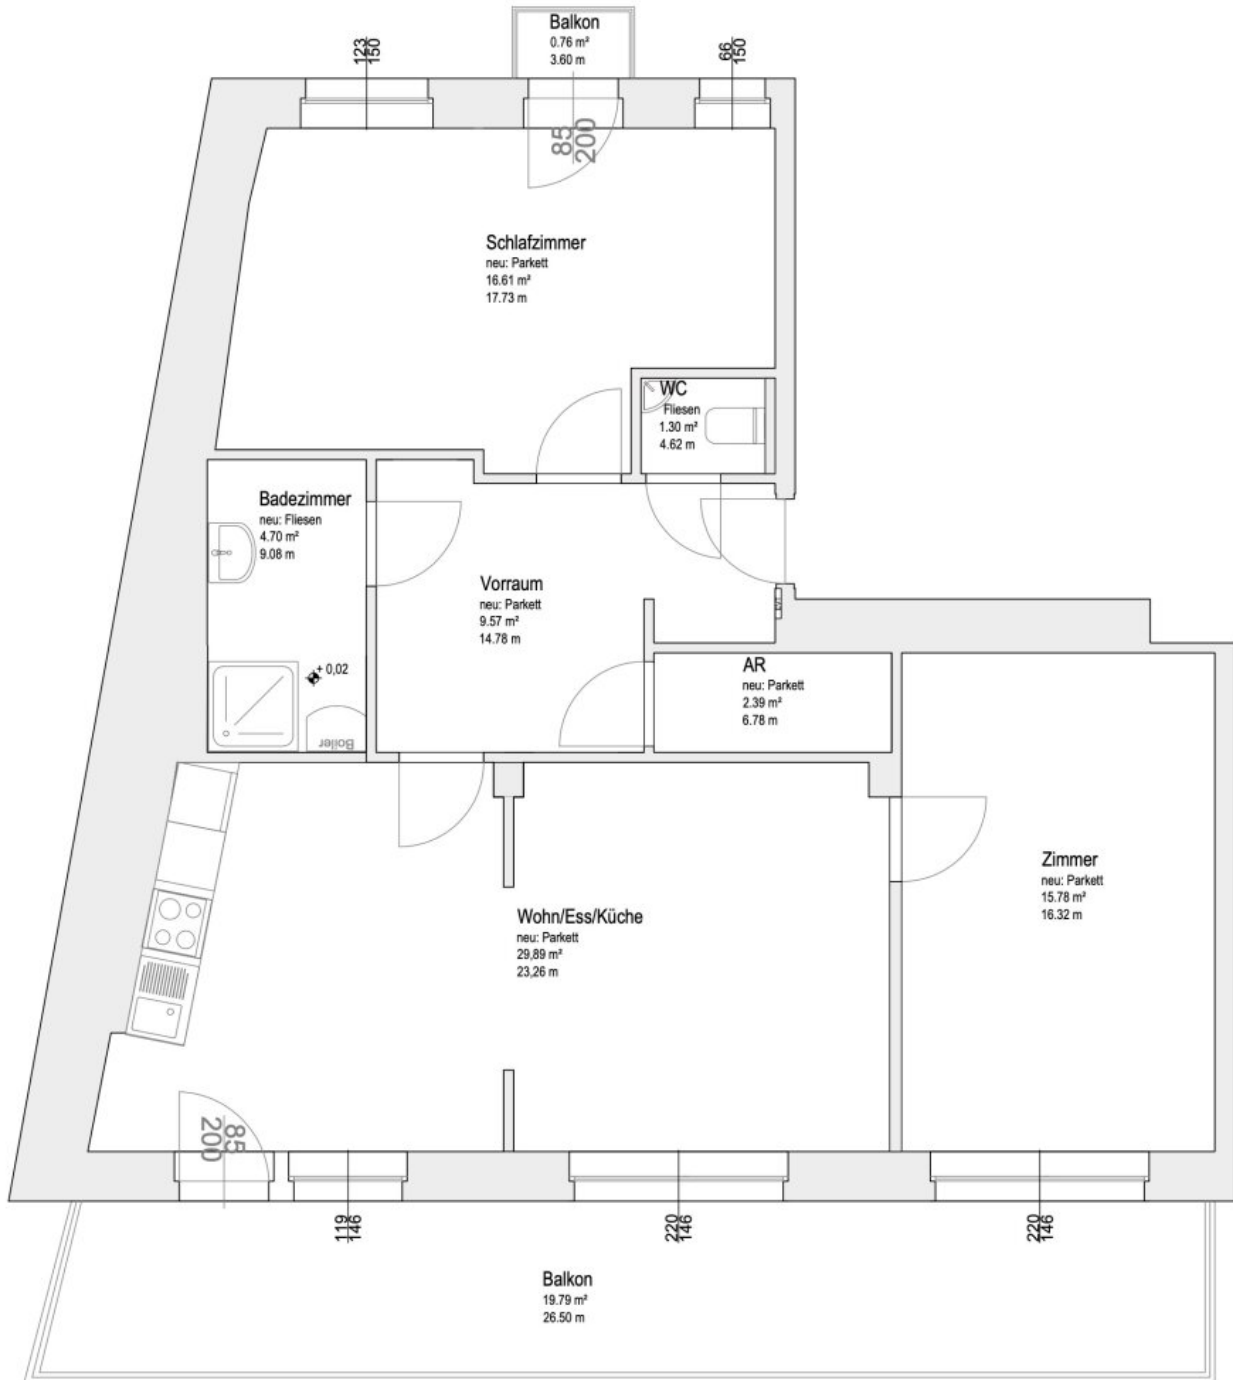 Balkon
0.76 m²
3.60 m
123
150
66
150
85
200
Schlafzimmer
neu: Parkett
16.61 m²
17.73 m
WC
Fliesen
1.30 m²
4.62 m
Badezimmer
neu: Fliesen
4.70 m²
9.08 m
Vorraum
neu: Parkett
9.57 m²
14.78 m
+ 0,02
Boiler
AR
neu: Parkett
2.39 m²
6.78 m
Zimmer
neu: Parkett
15.78 m²
16.32 m
Wohn/Ess/Küche
neu: Parkett
29,89 m²
23,26 m
85
200
119
146
220
146
220
146
Balkon
19.79 m²
26.50 m